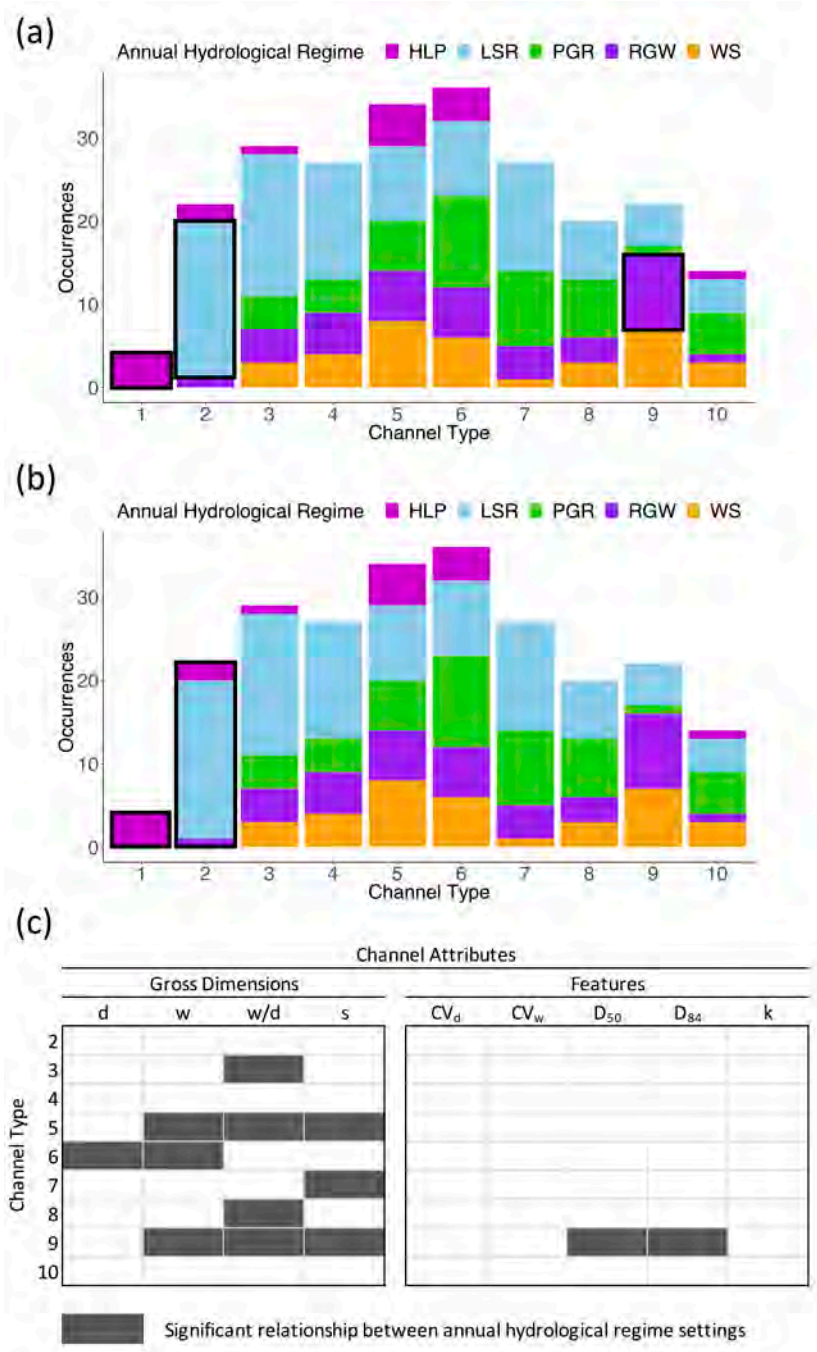 (a)
Annual Hydrological Regime HLP LSR PGR RGW WS
Occurrences
30
20
10
0
1 2 3 4 5 6 7 8 9 10
Channel Type
(b)
Annual Hydrological Regime HLP LSR PGR RGW WS
Occurrences
30
20
10
0
1 2 3 4 5 6 7 8 9 10
Channel Type
(c)
Channel Attributes
Gross Dimensions Features
d w w/d s CVd CVw D50 D84 k
Channel Type
2
3
4
5
6
7
8
9
10
Significant relationship between annual hydrological regime settings